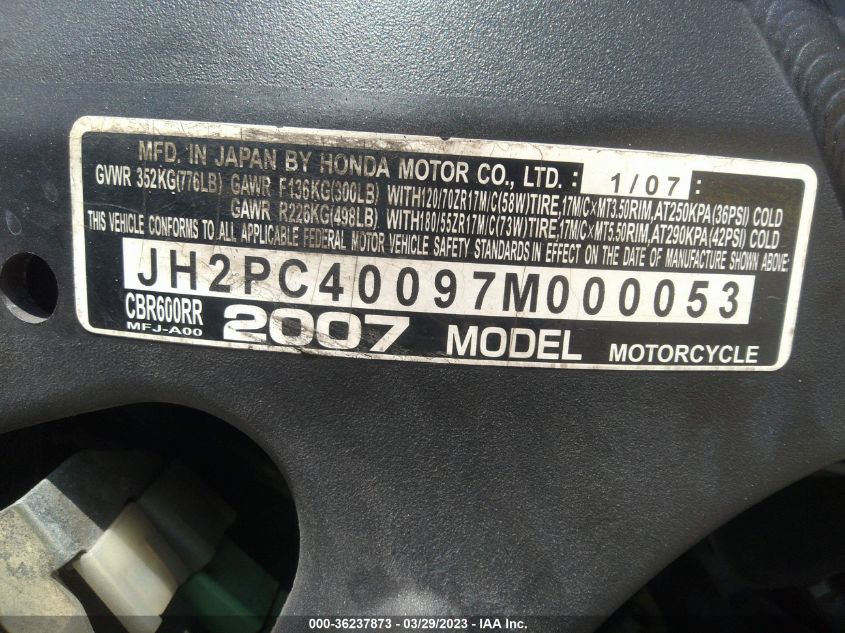 MFD. IN JAPAN BY HONDA MOTOR CO., LTD.: 1/07:
GVWR 352KG(776LB) GAWR F136KG(300LB) WITH120/70ZR17M/C(58W)TIRE,17M/C×MT3.50RIM,AT250KPA(36PSI) COLD
GAWR R226KG(498LB) WITH180/55ZR17M/C(73W)TIRE,17M/C×MT5.50RIM,AT290KPA(42PSI) COLD
THIS VEHICLE CONFORMS TO ALL APPLICABLE FEDERAL MOTOR VEHICLE SAFETY STANDARDS IN EFFECT ON THE DATE OF MANUFACTURE SHOWN ABOVE.
JH2PC40097M000053
CBR600RR 2007 MODEL MOTORCYCLE
MFJ-A00
000-36237873 - 03/29/2023 - IAA Inc.